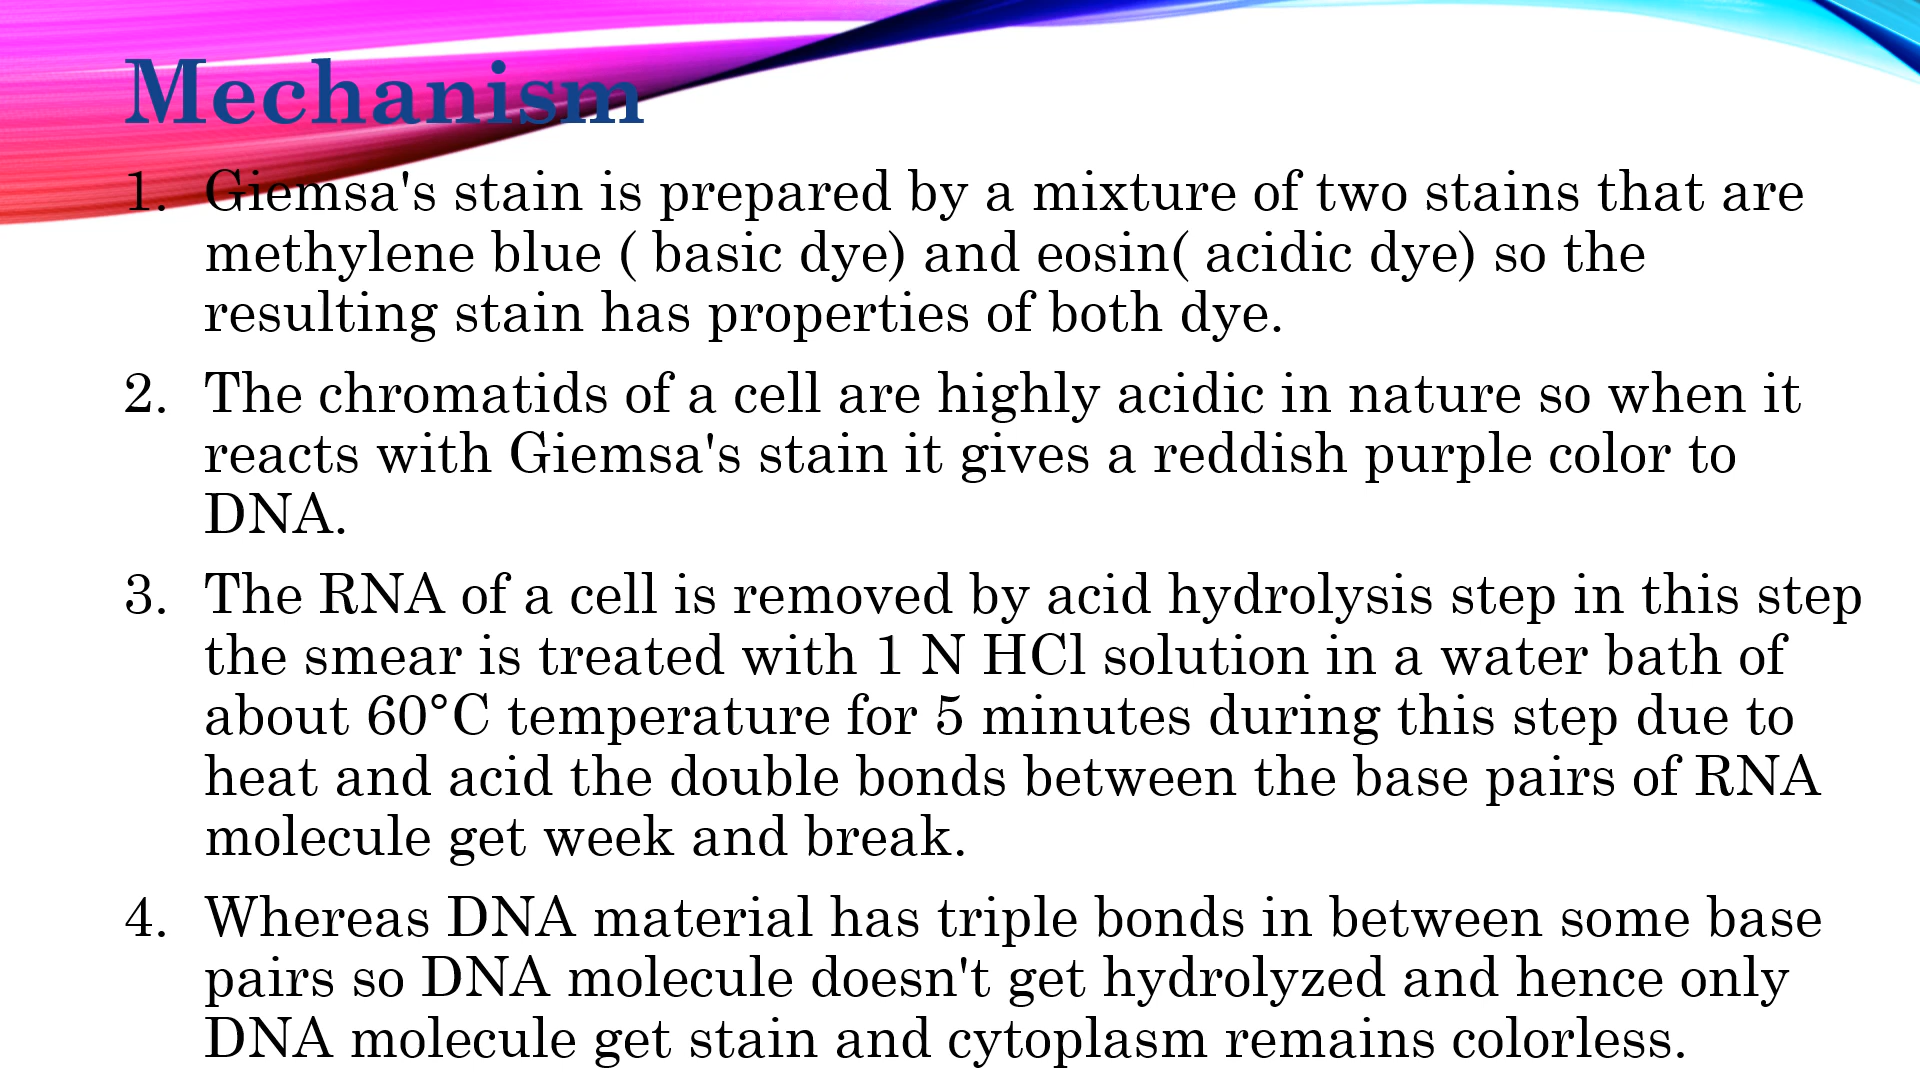 Mechanism
1. Giemsa's stain is prepared by a mixture of two stains that are
methylene blue ( basic dye) and eosin( acidic dye) so the
resulting stain has properties of both dye.
2. The chromatids of a cell are highly acidic in nature so when it
reacts with Giemsa's stain it gives a reddish purple color to
DNA.
3. The RNA of a cell is removed by acid hydrolysis step in this step
the smear is treated with 1 N HCl solution in a water bath of
about 60°C temperature for 5 minutes during this step due to
heat and acid the double bonds between the base pairs of RNA
molecule get week and break.
4. Whereas DNA material has triple bonds in between some base
pairs so DNA molecule doesn't get hydrolyzed and hence only
DNA molecule get stain and cytoplasm remains colorless.